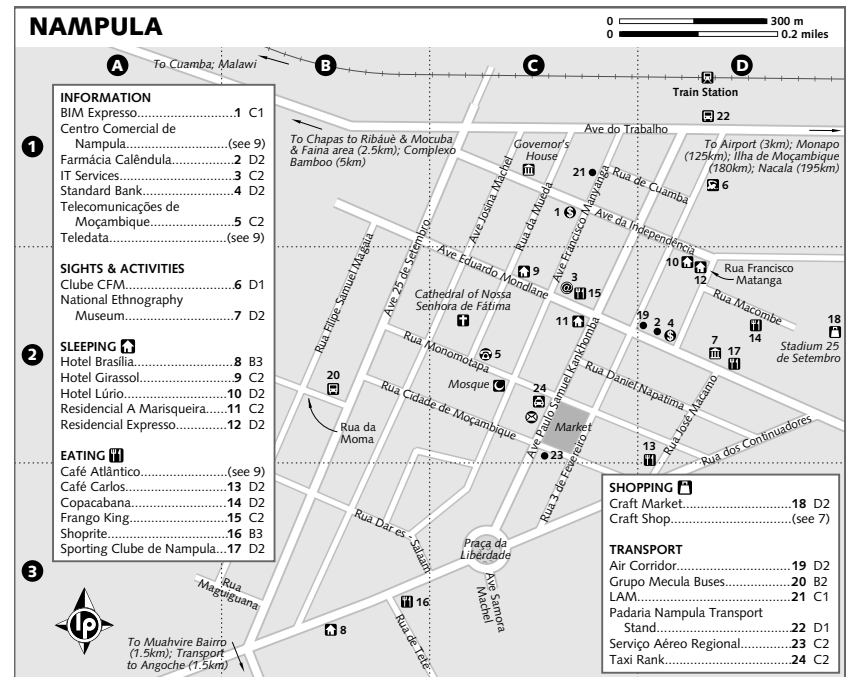 NAMPULA
0 300 m
0 0.2 miles
A
B
C
D
1
2
3
To Cuamba; Malawi
Train Station
22
Ave do Trabalho
To Chapas to Ribáuè & Mocuba
& Faina area (2.5km); Complexo
Bamboo (5km)
Governor's
House
21
To Airport (3km); Monapo
(125km); Ilha de Moçambique
(180km); Nacala (195km)
Rua de Cuamba
6
1
Ave da Independência
Ave Josina Machel
Rua da Mueda
Ave Francisco Manyanga
Rua Filipe Samuel Magaia
Ave 25 de Setembro
Ave Eduardo Mondlane
9
3
@
15
10
12
Rua Francisco
Matanga
Rua Macombe
Cathedral of Nossa
Senhora de Fátima
11
19
2
4
14
18
Stadium 25
de Setembro
7
17
Rua Monomotapa
5
Mosque
Ave Paulo Samuel Kankhomba
Rua Daniel Napatima
Rua José Macamo
20
Rua da
Moma
Rua Cidade de Moçambique
24
Market
23
13
Rua dos Continuadores
Rua 3 de Fevereiro
Rua Dar es - Salaam
Praça da
Liberdade
Ave Samora
Machel
Rua
Maguiguana
16
Rua de Tete
8
To Muahvire Bairro
(1.5km); Transport
to Angoche (1.5km)
lp
INFORMATION
BIM Expresso 1 C1
Centro Comercial de
Nampula (see 9)
Farmácia Calêndula 2 D2
IT Services 3 C2
Standard Bank 4 D2
Telecomunicações de
Moçambique 5 C2
Teledata (see 9)
SIGHTS & ACTIVITIES
Clube CFM 6 D1
National Ethnography
Museum 7 D2
SLEEPING
Hotel Brasília 8 B3
Hotel Girassol 9 C2
Hotel Lúrio 10 D2
Residencial A Marisqueira 11 C2
Residencial Expresso 12 D2
EATING
Café Atlântico (see 9)
Café Carlos 13 D2
Copacabana 14 D2
Frango King 15 C2
Shoprite 16 B3
Sporting Clube de Nampula 17 D2
SHOPPING
Craft Market 18 D2
Craft Shop (see 7)
TRANSPORT
Air Corridor 19 D2
Grupo Mecula Buses 20 B2
LAM 21 C1
Padaria Nampula Transport
Stand 22 D1
Serviço Aéreo Regional 23 C2
Taxi Rank 24 C2